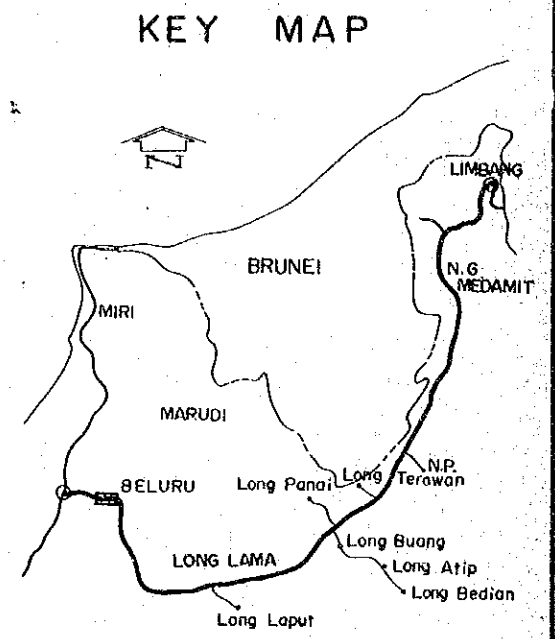 KEY MAP
N
LIMBANG
BRUNEI
N.G
MEDAMIT
MIRI
MARUDI
BELURU
N.P.
Long Panai
Long Terawan
Long Buang
LONG LAMA
Long Atip
Long Bedian
Long Laput